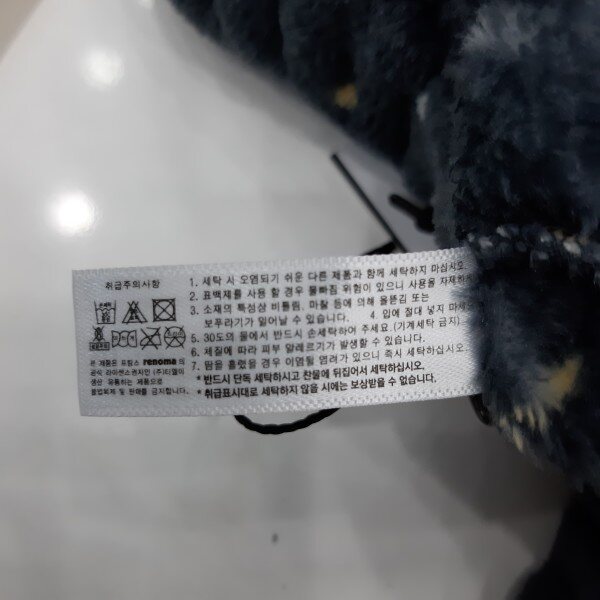 취급주의사항
1. 세탁 시 오염되기 쉬운 다른 제품과 함께 세탁하지 마십시오.
2. 표백제를 사용 할 경우 물빠짐 위험이 있으니 사용을 자제하세요
3. 소재의 특성상 비틀림, 마찰 등에 의해 올뜯김 또는
보푸라기가 일어날 수 있습니다. 4. 입에 절대 넣지 마세요
5. 30도의 물에서 반드시 손세탁하여 주세요. (기계세탁 금지)
6. 체질에 따라 피부 알레르기가 발생할 수 있습니다.
7. 땀을 흘렸을 경우 이염될 염려가 있으니 즉시 세탁하십시오.
* 반드시 단독 세탁하시고 찬물에 뒤집어서 세탁하십시오.
* 취급표시대로 세탁하지 않을 시에는 보상받을 수 없습니다.
본 제품은 프랑스 renoma 의
공식 라이센스권자인 (주)티엘이
생산 유통하는 제품으로
불법복제 및 판매를 금지합니다.